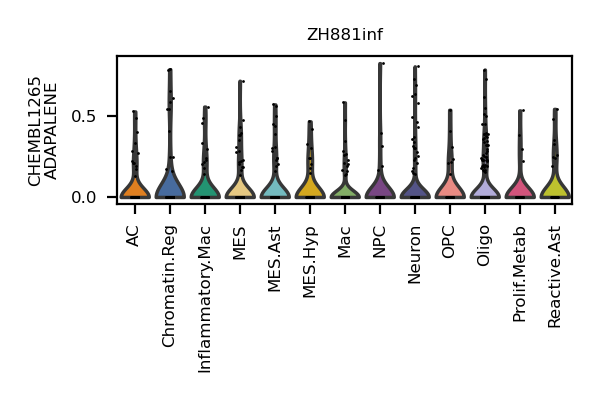 ZH881inf
CHEMBL1265
ADAPALENE
0.5
0.0
AC
Chromatin.Reg
Inflammatory.Mac
MES
MES.Ast
MES.Hyp
Mac
NPC
Neuron
OPC
Oligo
Prolif.Metab
Reactive.Ast